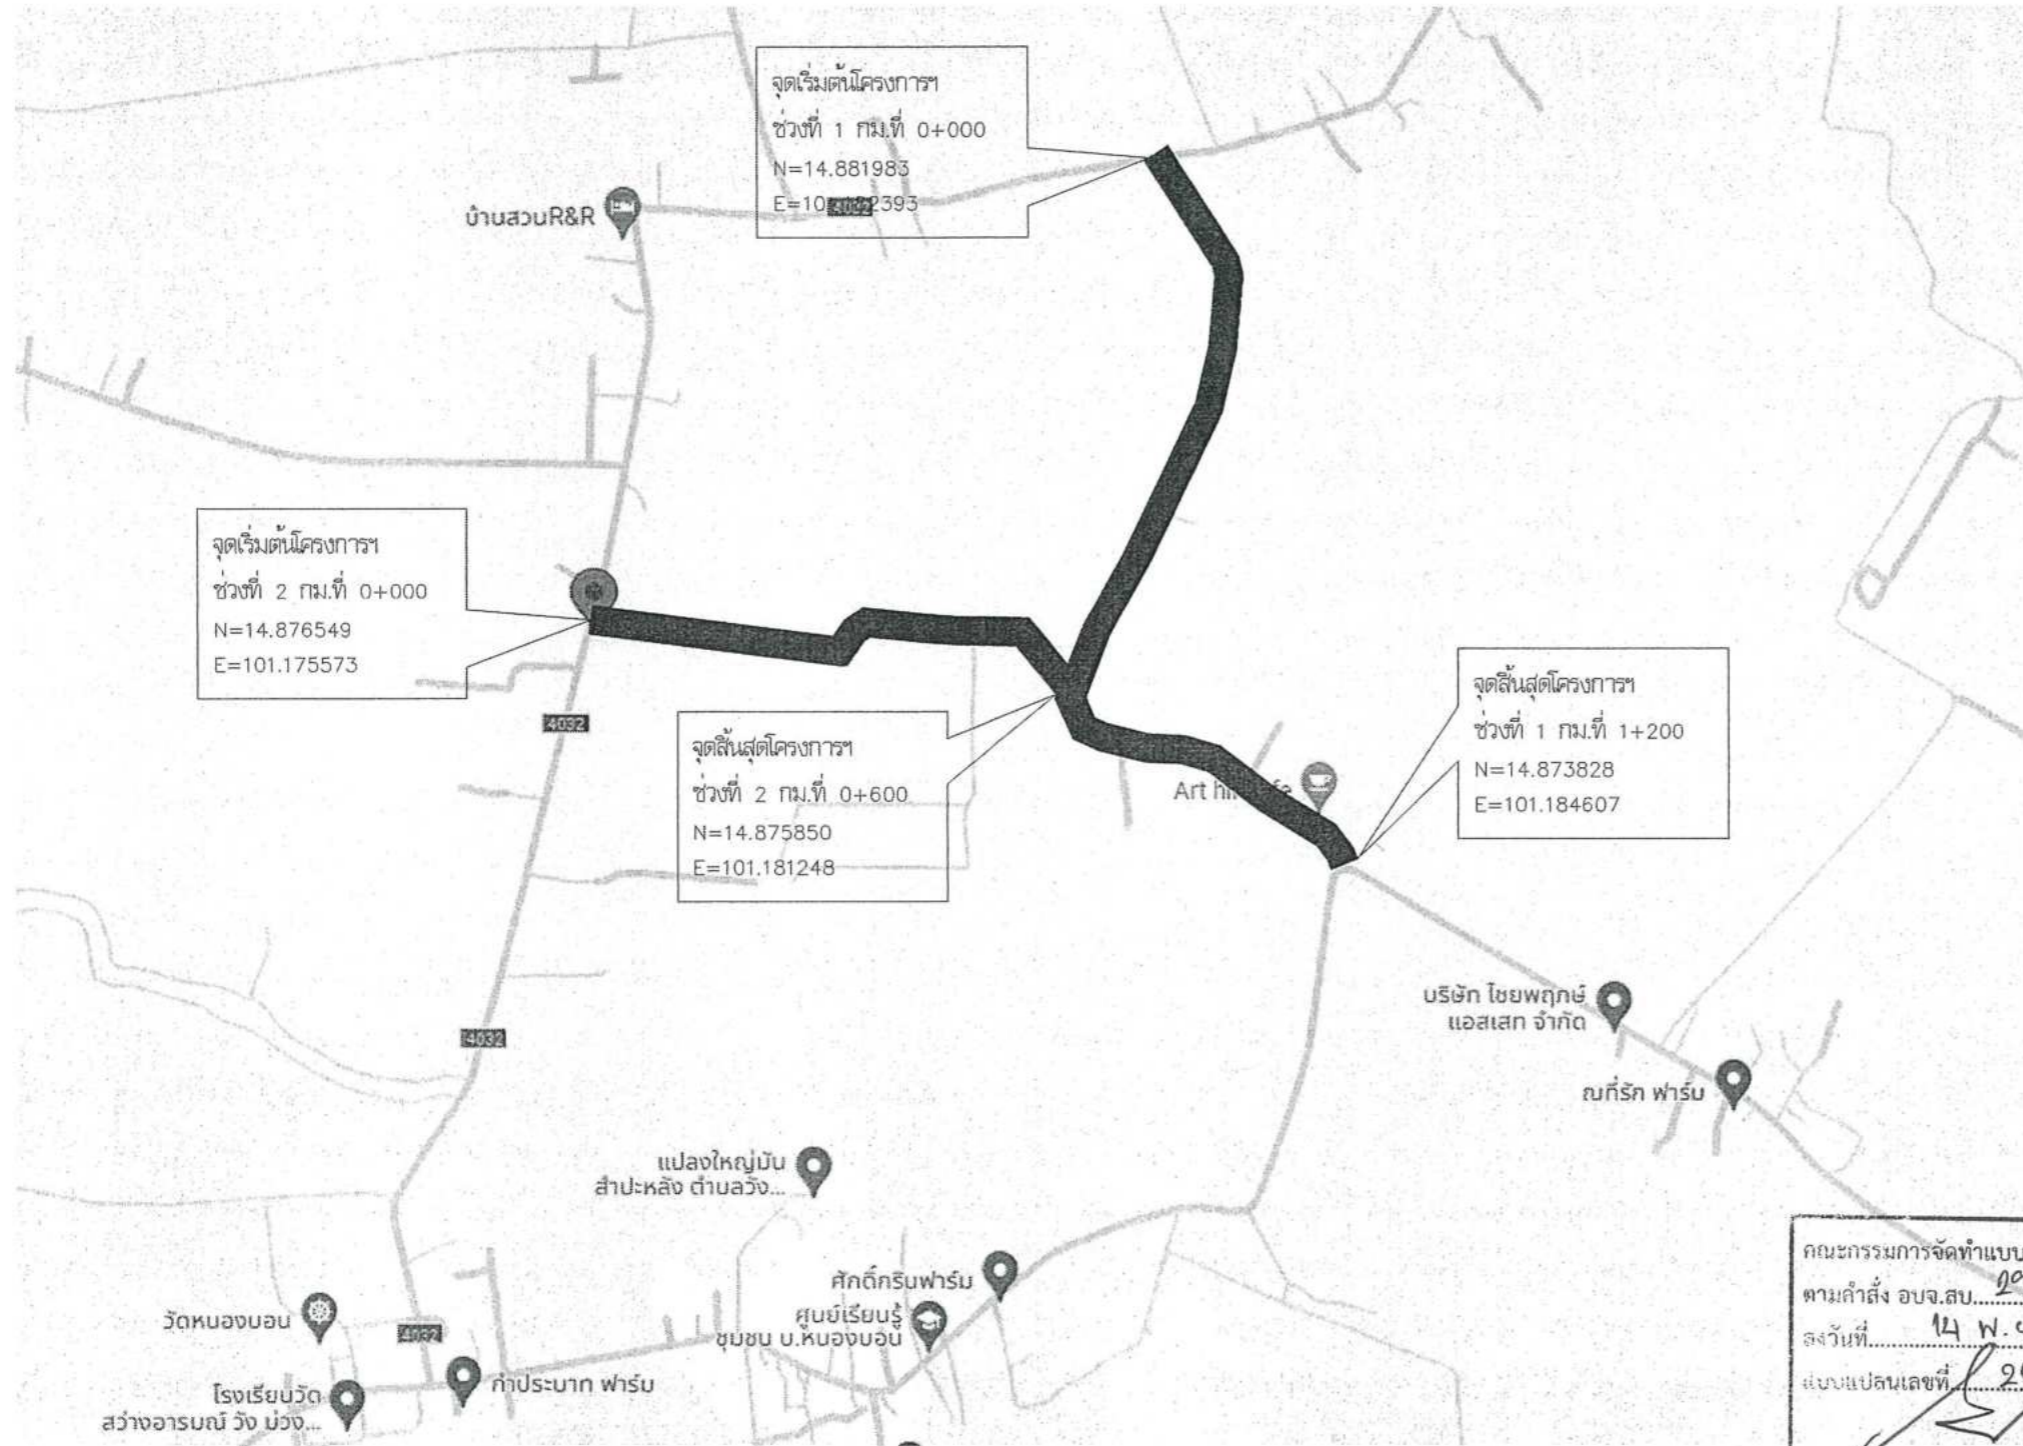 จุดเริ่มต้นโครงการฯ
ช่วงที่ 1 กม.ที่ 0+000
N=14.881983
4032
บ้านสวนR&R
จุดเริ่มต้นโครงการฯ
ช่วงที่ 2 กม.ที่ 0+000
N=14.876549
E=101.175573
4032
จุดสิ้นสุดโครงการฯ
ช่วงที่ 2 กม.ที่ 0+600
N=14.875850
E=101.181248
จุดสิ้นสุดโครงการฯ
ช่วงที่ 1 กม.ที่ 1+200
N=14.873828
E=101.184607
Art
4032
บริษัท ไชยพฤกษ์
แอสเสท จำกัด
ณที่รัก ฟาร์ม
แปลงใหญ่มัน
สำปะหลัง ตำบลวัง...
ศักดิ์กรินฟาร์ม
ศูนย์เรียนรู้
ชุมชน บ.หนองบอน
วัดหนองบอน
4032
กำประบาท ฟาร์ม
โรงเรียนวัด
สว่างอารมณ์ วัง ม่วง...
คณะกรรมการจัดทำแบบ
ตามคำสั่ง อบจ.สบ.
ลงวันที่ 14 พ.
แบบแปลนเลขที่